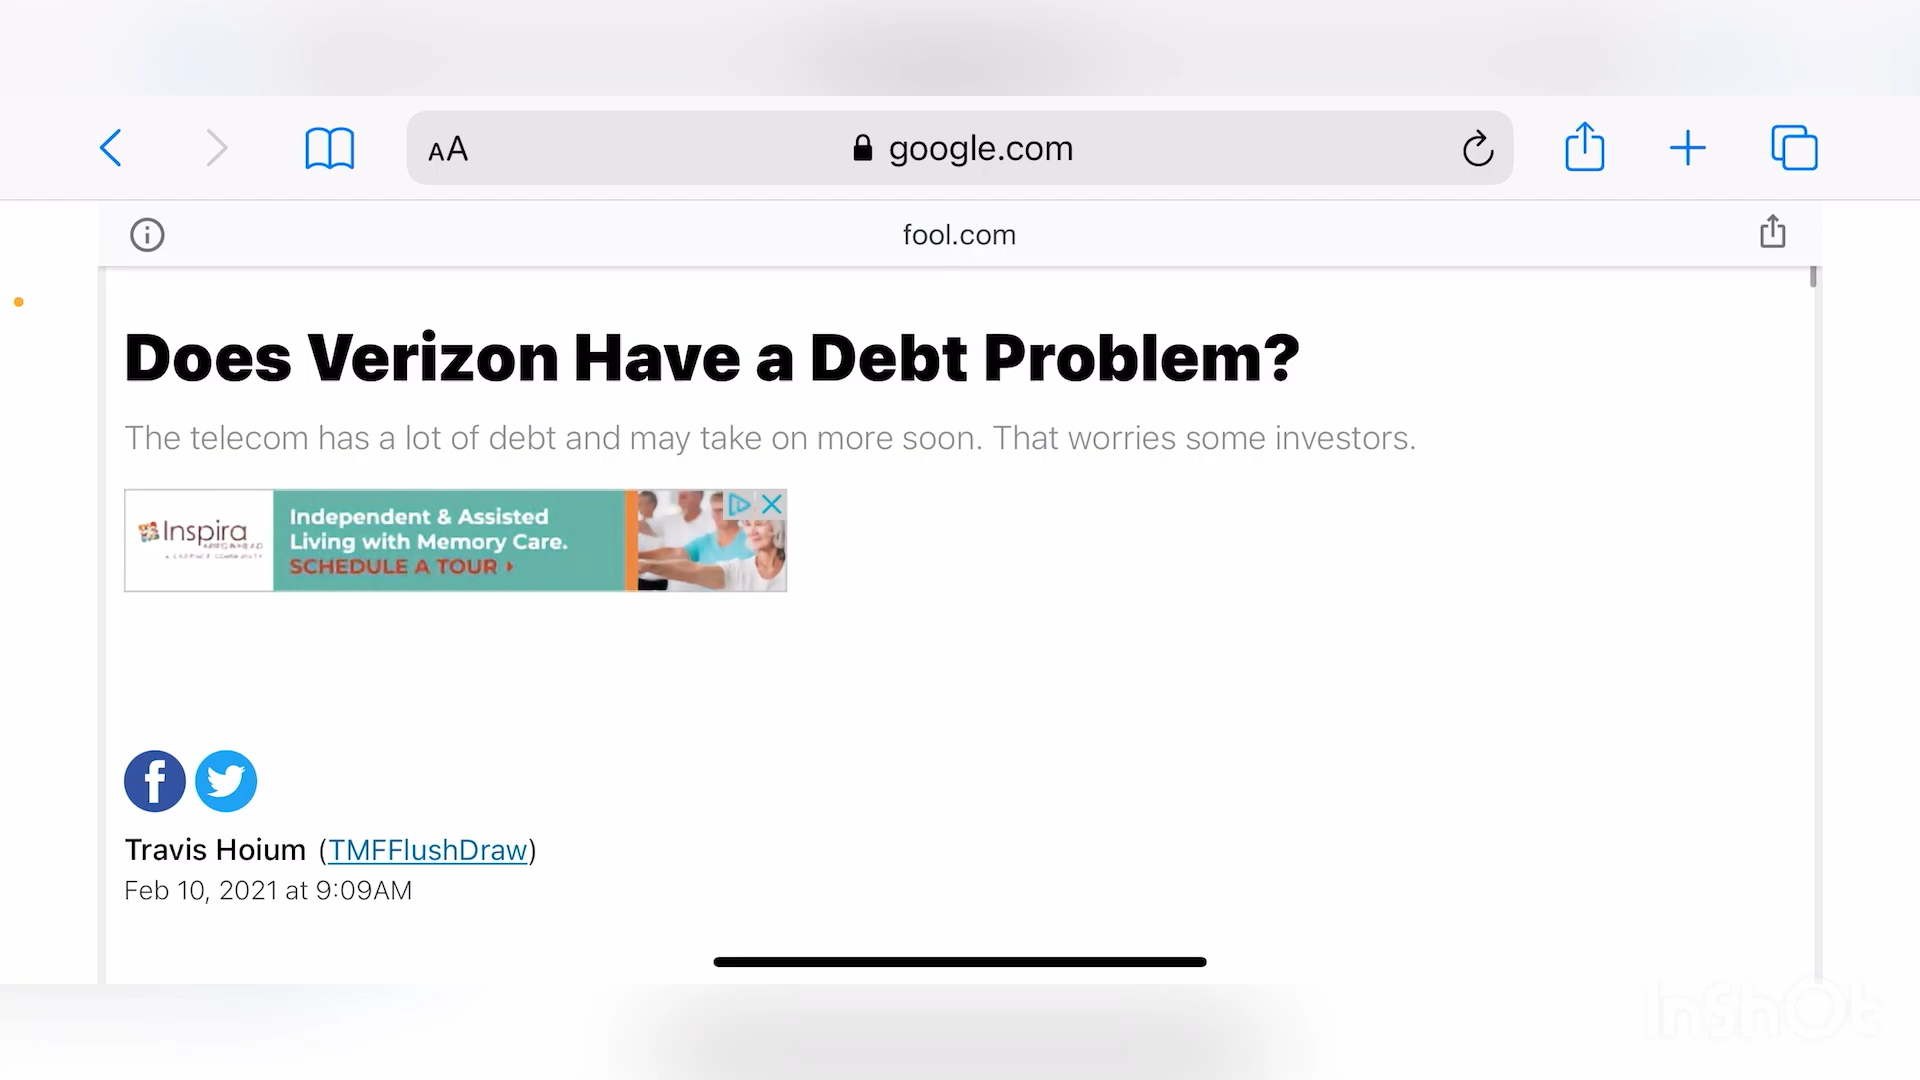 AA
google.com
fool.com
Does Verizon Have a Debt Problem?
The telecom has a lot of debt and may take on more soon. That worries some investors.
Inspira
Independent & Assisted
Living with Memory Care.
SCHEDULE A TOUR
Travis Hoium (TMFFlushDraw)
Feb 10, 2021 at 9:09AM
InShOt